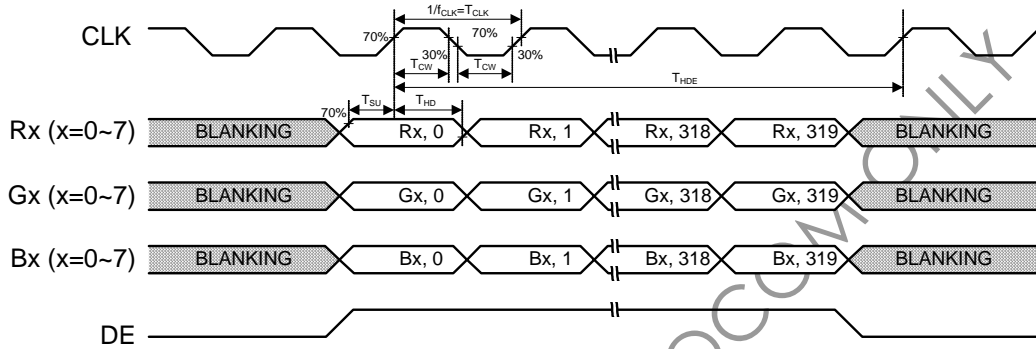 1/fCLK=TCLK
CLK 70% 70%
30% 30%
TCW TCW
THDE
TSU THD
70%
Rx (x=0~7) BLANKING Rx, 0 Rx, 1 Rx, 318 Rx, 319 BLANKING
Gx (x=0~7) BLANKING Gx, 0 Gx, 1 Gx, 318 Gx, 319 BLANKING
Bx (x=0~7) BLANKING Bx, 0 Bx, 1 Bx, 318 Bx, 319 BLANKING
DE